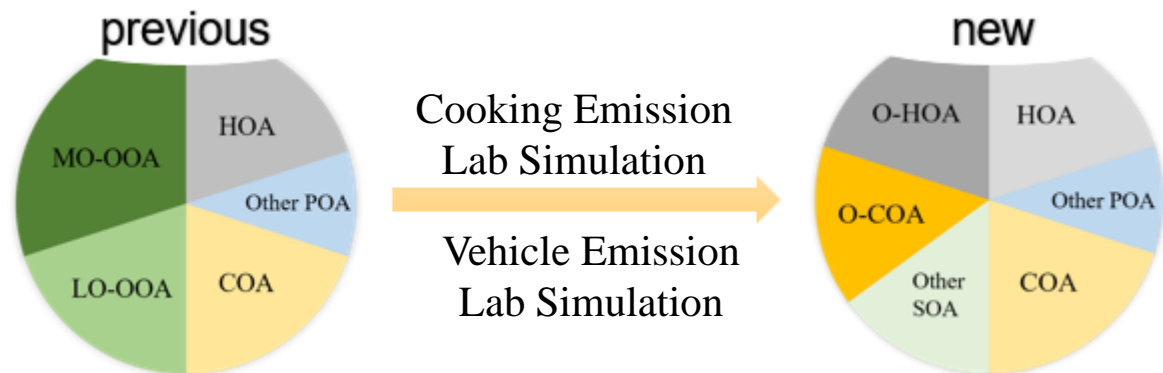 previous
HOA
MO-OOA
Other POA
LO-OOA
COA
Cooking Emission
Lab Simulation
Vehicle Emission
Lab Simulation
new
O-HOA
HOA
Other POA
O-COA
Other
SOA
COA